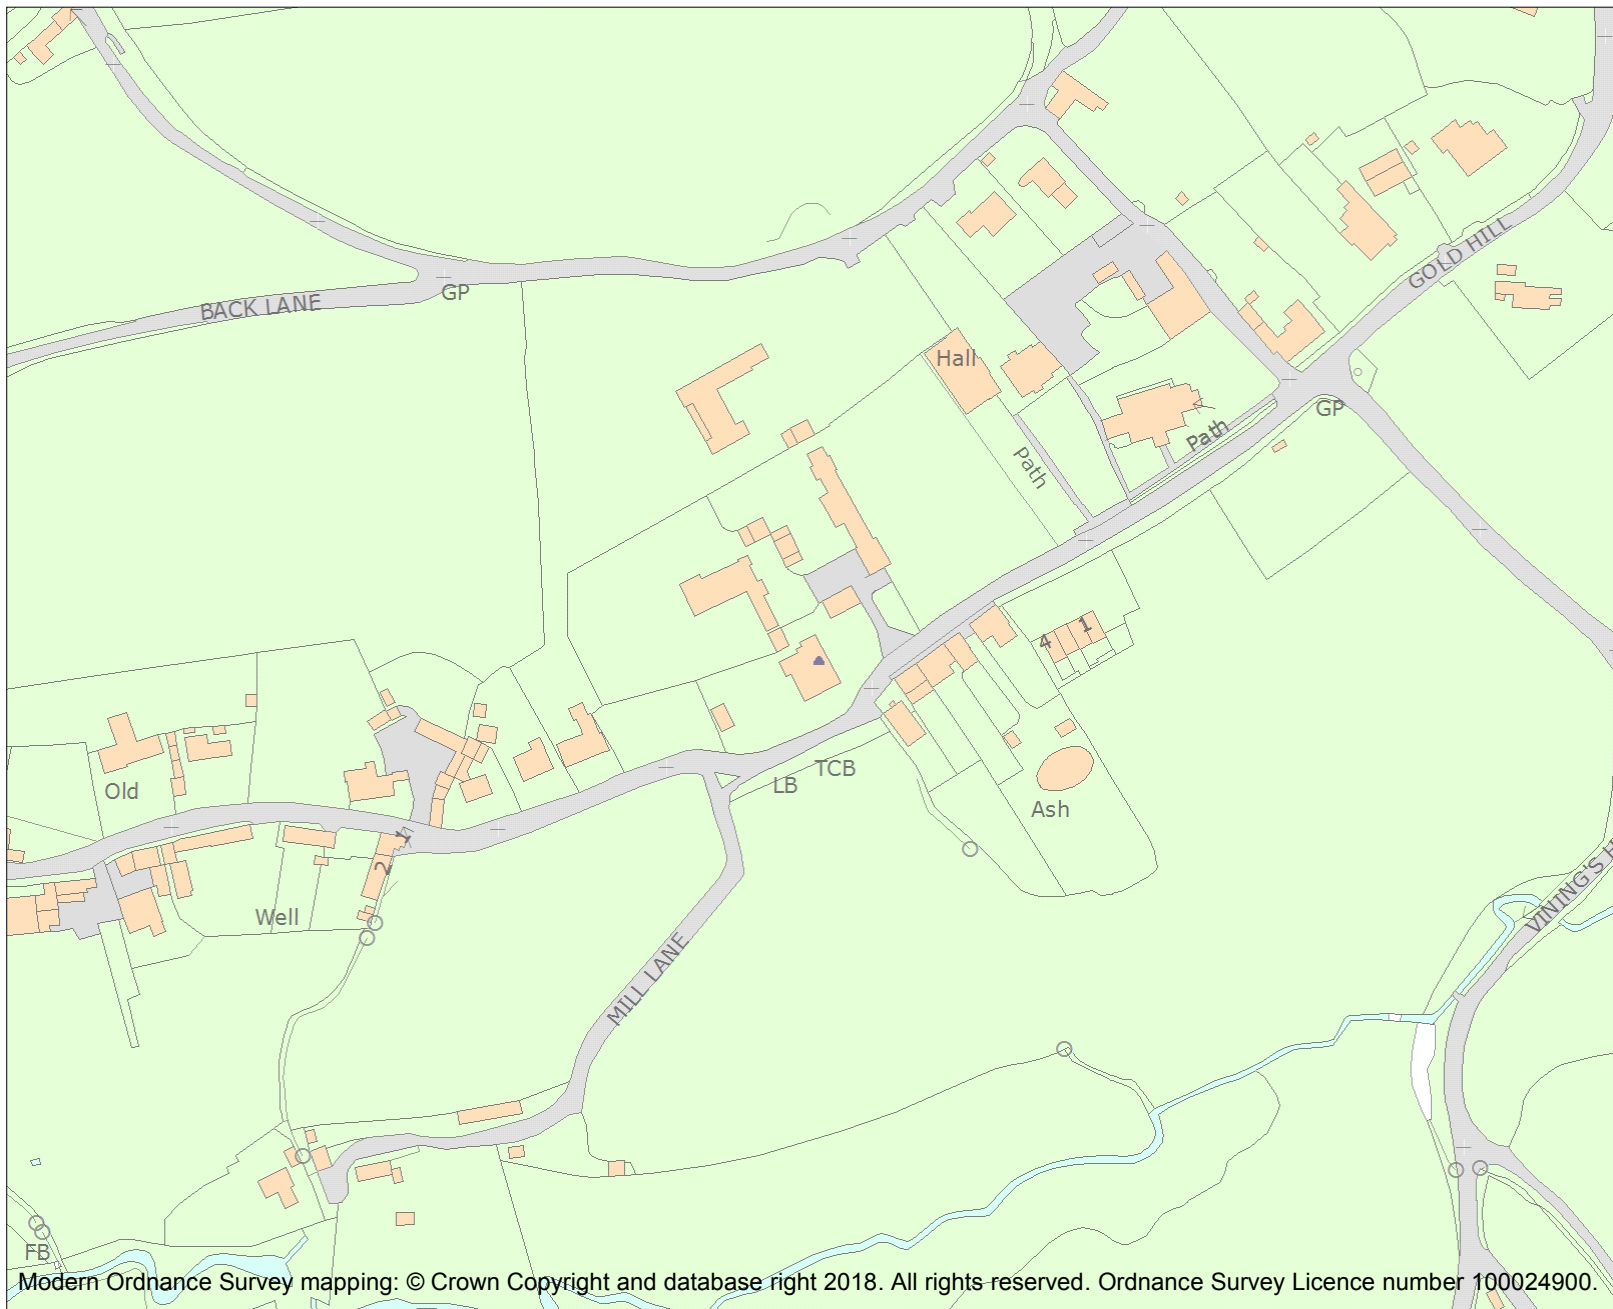 GOLD HILL
GP
BACK LANE
Hall
GP
Path
Path
4
1
TCB
LB
Old
Ash
1
2
Well
VINING'S H
MILL LANE
FB
Modern Ordnance Survey mapping: © Crown Copyright and database right 2018. All rights reserved. Ordnance Survey Licence number 100024900.